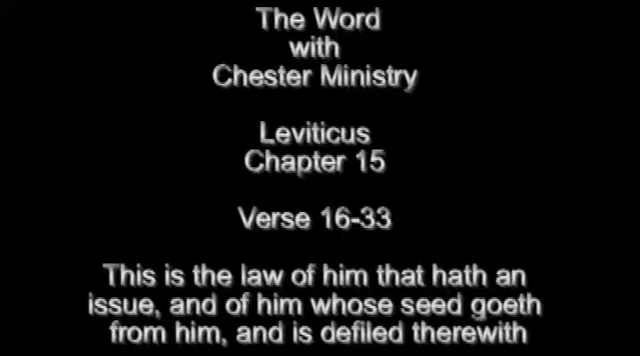 The Word
with
Chester Ministry
Leviticus
Chapter 15
Verse 16-33
This is the law of him that hath an
issue, and of him whose seed goeth
from him, and is defiled therewith